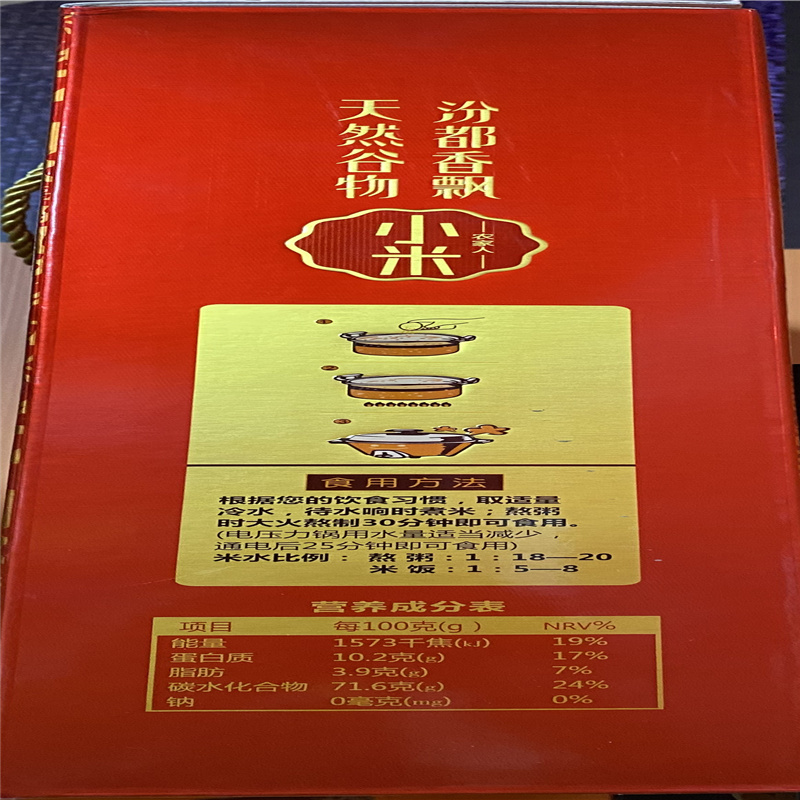 汾都香飘
天然谷物
农家人
小米
①
②
③
食用方法
根据您的饮食习惯，取适量
冷水，待水响时煮米；熬粥
时大火熬制30分钟即可食用。
(电压力锅用水量适当减少，
通电后25分钟即可食用)
米水比例：熬粥：1：18—20
米饭：1：5—8
营养成分表
项目 每100克(g) NRV%
能量 1573千焦(kJ) 19%
蛋白质 10.2克(g) 17%
脂肪 3.9克(g) 7%
碳水化合物 71.6克(g) 24%
钠 0毫克(mg) 0%